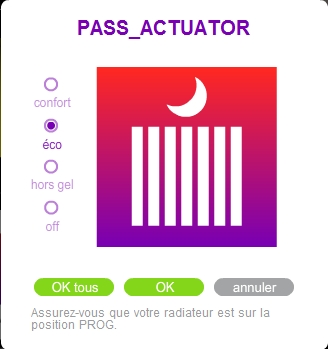 PASS_ACTUATOR
confort
éco
hors gel
off
OK tous
OK
annuler
Assurez-vous que votre radiateur est sur la
position PROG.